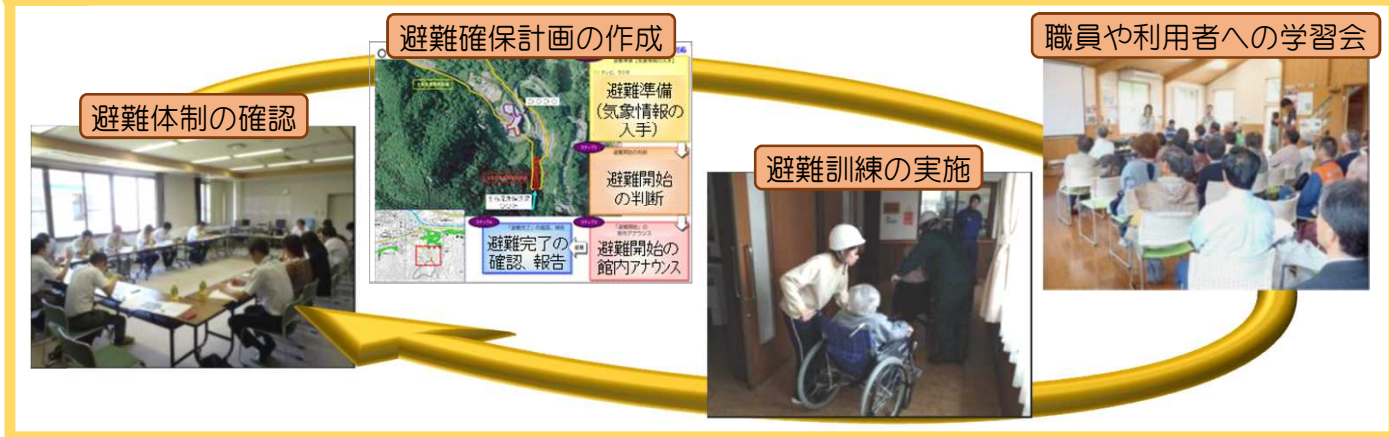 避難体制の確認
避難確保計画の作成
避難準備
(気象情報の
入手)
避難開始
の判断
避難開始の
館内アナウンス
避難完了の
確認、報告
避難訓練の実施
職員や利用者への学習会